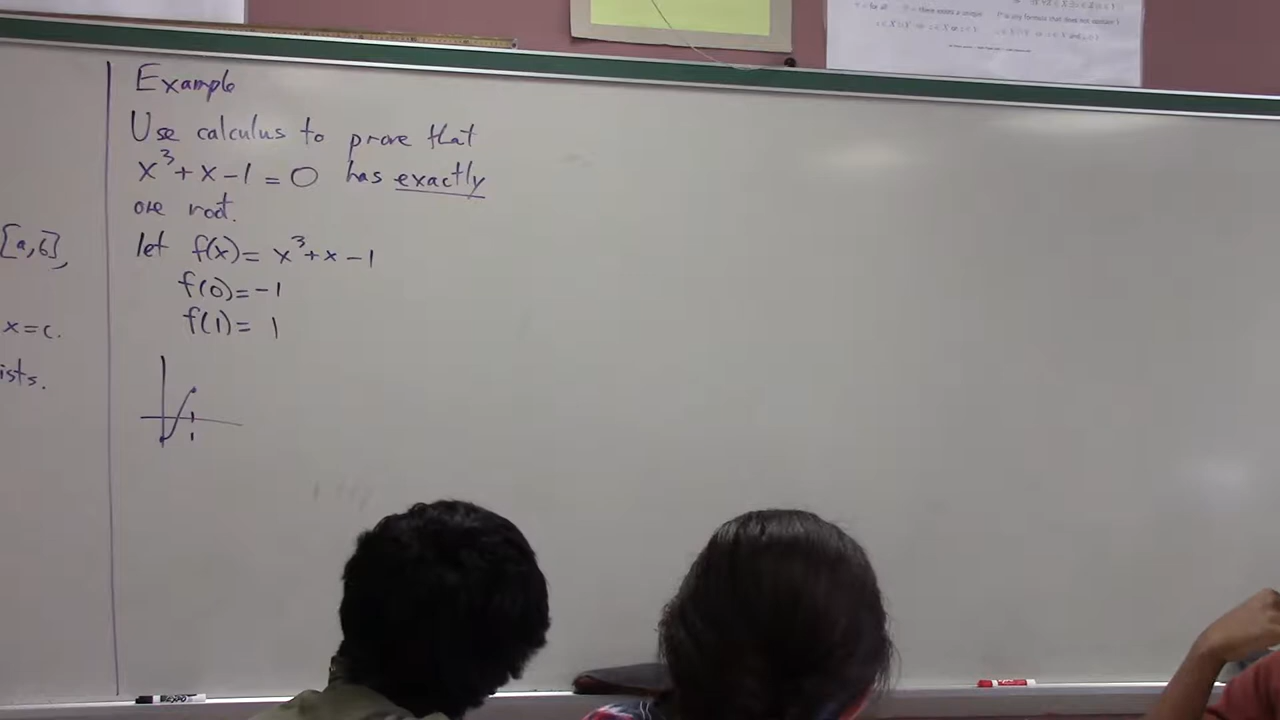 Example
Use calculus to prove that
x³ + x - 1 = 0 has exactly
one root.
[a,b],
let f(x) = x³ + x - 1
f(0) = -1
f(1) = 1
x = c.
ists.
1